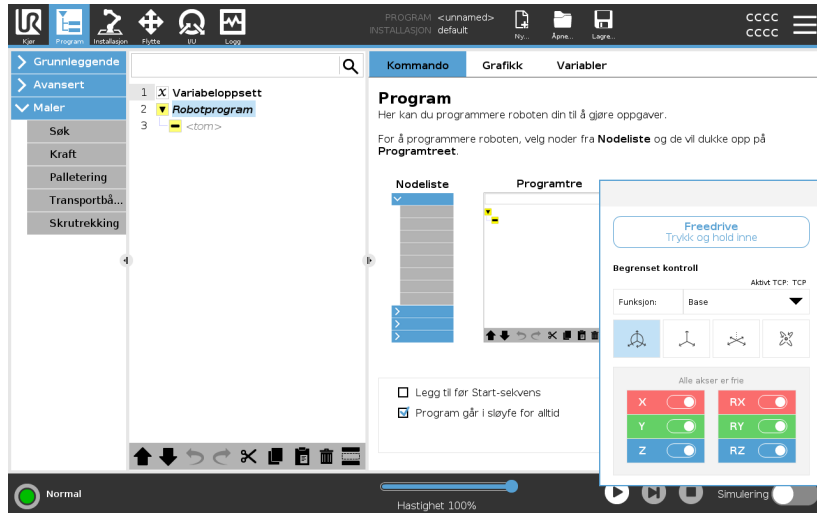 UR
PROGRAM <unnamed>
INSTALLASJON default
Kjør Program Installasjon Flytte I/U Logg
Ny... Åpne... Lagre...
cccc
cccc
Grunnleggende
Avansert
Maler
Søk
Kraft
Palletering
Transportbå...
Skrutrekking
1 X Variabeloppsett
2 Robotprogram
3 <tom>
Kommando Grafikk Variabler
Program
Her kan du programmere roboten din til å gjøre oppgaver.
For å programmere roboten, velg noder fra Nodeliste og de vil dukke opp på
Programtreet.
Nodeliste Programtre
Legg til før Start-sekvens
Program går i sløyfe for alltid
Freedrive
Trykk og hold inne
Begrenset kontroll
Aktivt TCP: TCP
Funksjon: Base
Alle akser er frie
X RX
Y RY
Z RZ
Normal
Hastighet 100%
Simulering